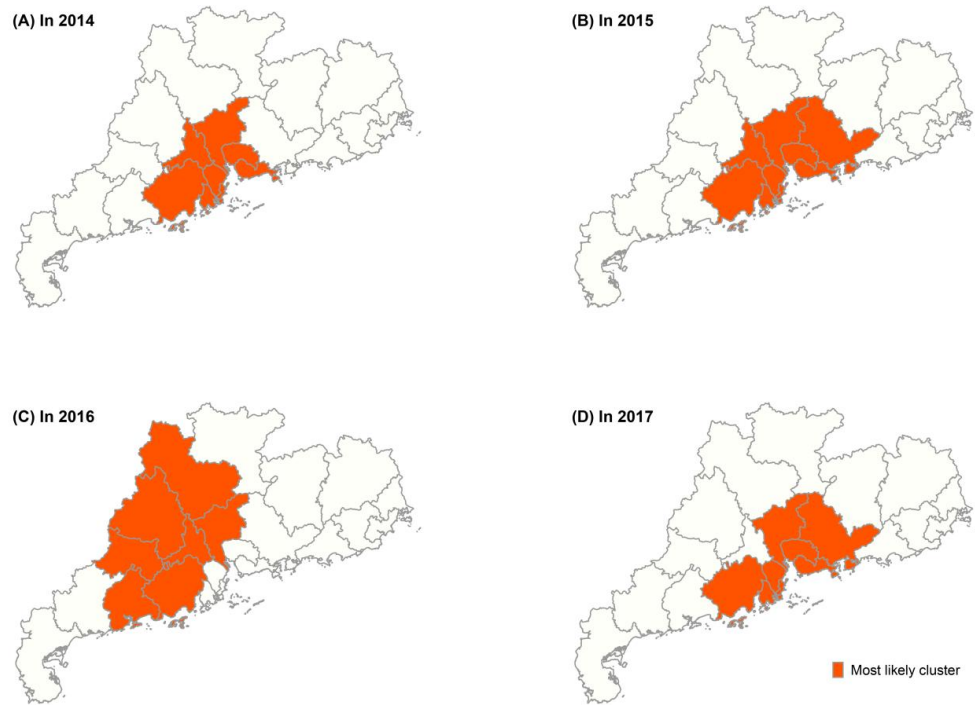 (A) In 2014
(B) In 2015
(C) In 2016
(D) In 2017
Most likely cluster